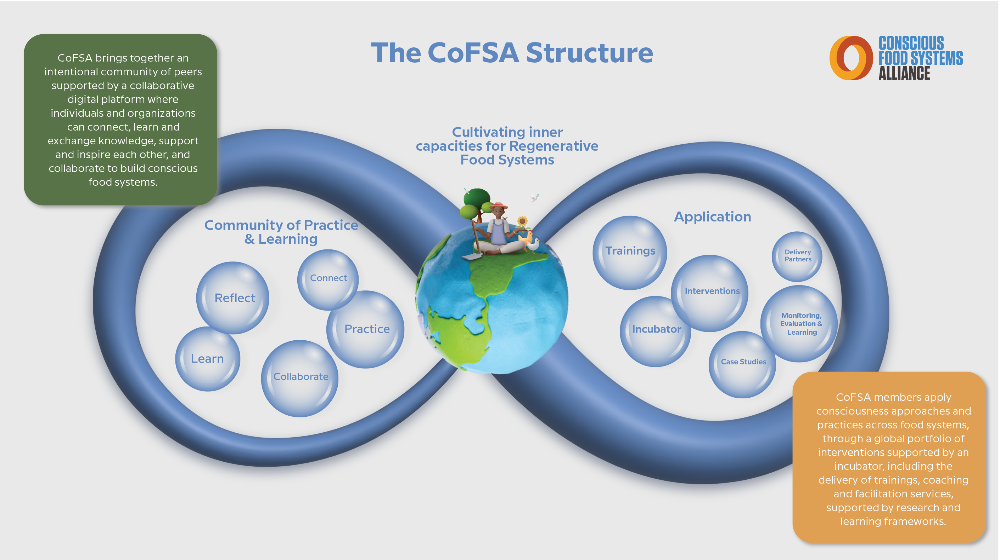 The CoFSA Structure
CONSCIOUS
FOOD SYSTEMS
ALLIANCE
CoFSA brings together an
intentional community of peers
supported by a collaborative
digital platform where
individuals and organizations
can connect, learn and
exchange knowledge, support
and inspire each other, and
collaborate to build conscious
food systems.
Cultivating inner
capacities for Regenerative
Food Systems
Community of Practice
& Learning
Connect
Reflect
Practice
Learn
Collaborate
Application
Trainings
Delivery
Partners
Interventions
Incubator
Monitoring,
Evaluation &
Learning
Case Studies
CoFSA members apply
consciousness approaches and
practices across food systems,
through a global portfolio of
interventions supported by an
incubator, including the
delivery of trainings, coaching
and facilitation services,
supported by research and
learning frameworks.